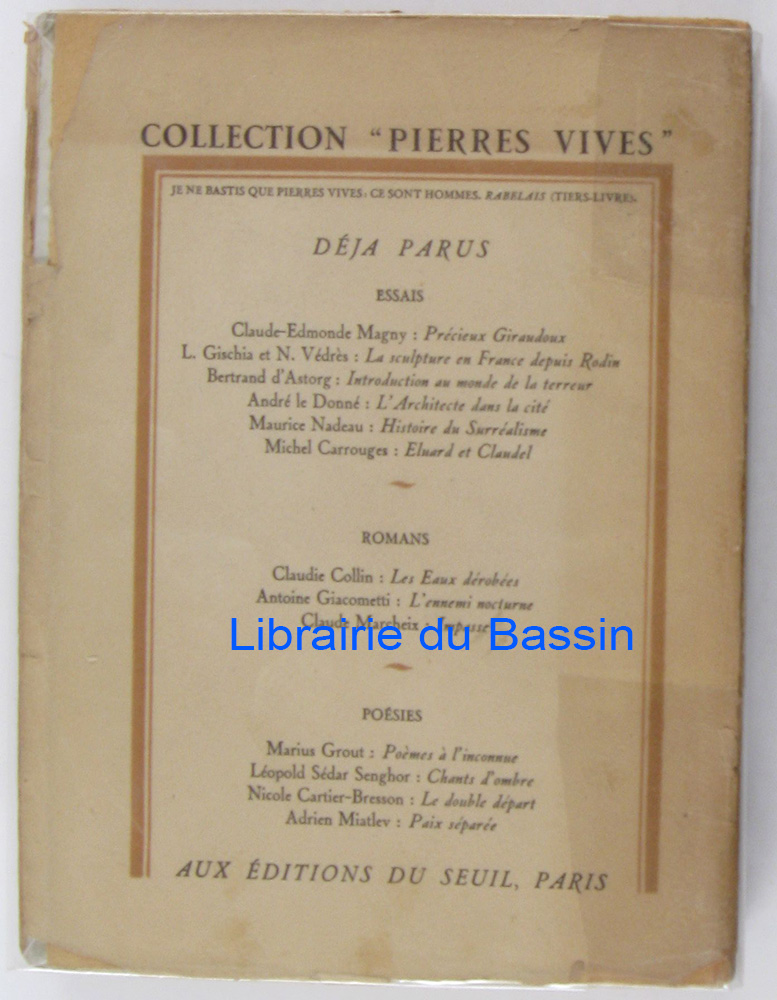 COLLECTION “PIERRES VIVES”
JE NE BASTIS QUE PIERRES VIVES: CE SONT HOMMES. RABELAIS (TIERS-LIVRE).
DÉJA PARUS
ESSAIS
Claude-Edmonde Magny : Précieux Giraudoux
L. Gischia et N. Védrès : La sculpture en France depuis Rodin
Bertrand d'Astorg : Introduction au monde de la terreur
André le Donné : L'Architecte dans la cité
Maurice Nadeau : Histoire du Surréalisme
Michel Carrouges : Eluard et Claudel
ROMANS
Claudie Collin : Les Eaux dérobées
Antoine Giacometti : L'ennemi nocturne
Claude Marcheix : Impasse
Librairie du Bassin
POÉSIES
Marius Grout : Poèmes à l'inconnue
Léopold Sédar Senghor : Chants d'ombre
Nicole Cartier-Bresson : Le double départ
Adrien Miatlev : Paix séparée
AUX ÉDITIONS DU SEUIL, PARIS